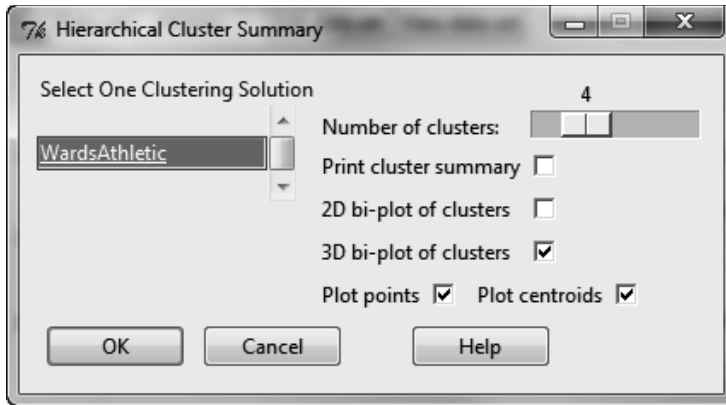 Hierarchical Cluster Summary
Select One Clustering Solution
WardsAthletic
4
Number of clusters:
Print cluster summary
2D bi-plot of clusters
3D bi-plot of clusters
Plot points Plot centroids
OK Cancel Help